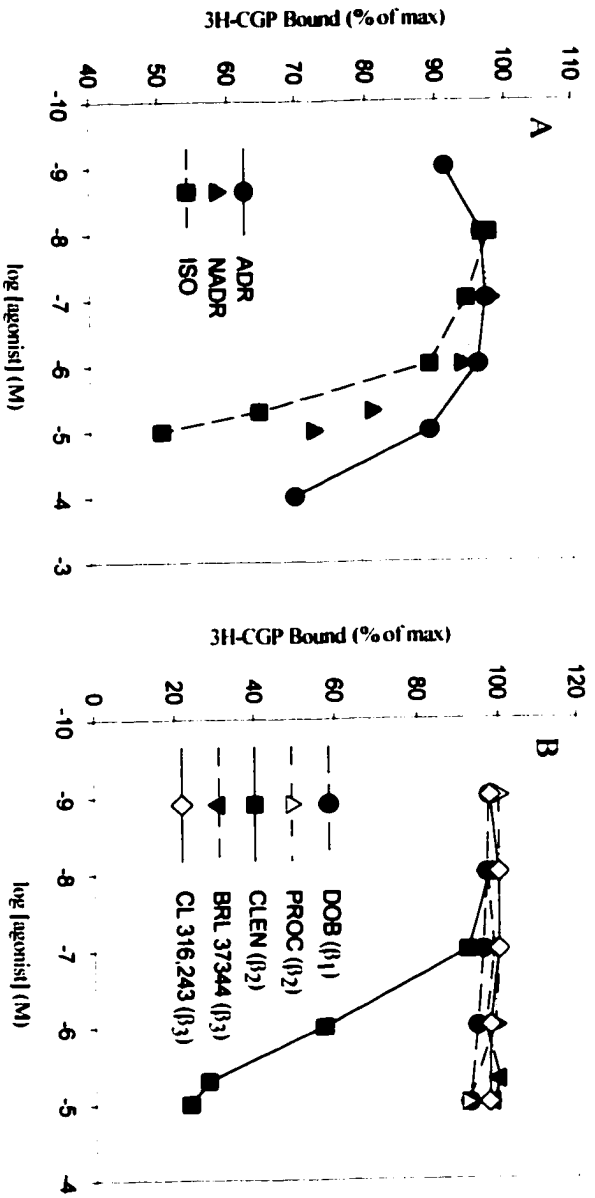 A
3H-CGP Bound (% of max)
110
100
90
80
70
60
50
40
-10
-9
-8
-7
-6
-5
-4
-3
log [agonist] (M)
ADR
NADR
ISO
B
3H-CGP Bound (% of max)
120
100
80
60
40
20
0
-10
-9
-8
-7
-6
-5
-4
log [agonist] (M)
DOB (β1)
PROC (β2)
CLEN (β2)
BRL 37344 (β3)
CL 316,243 (β3)